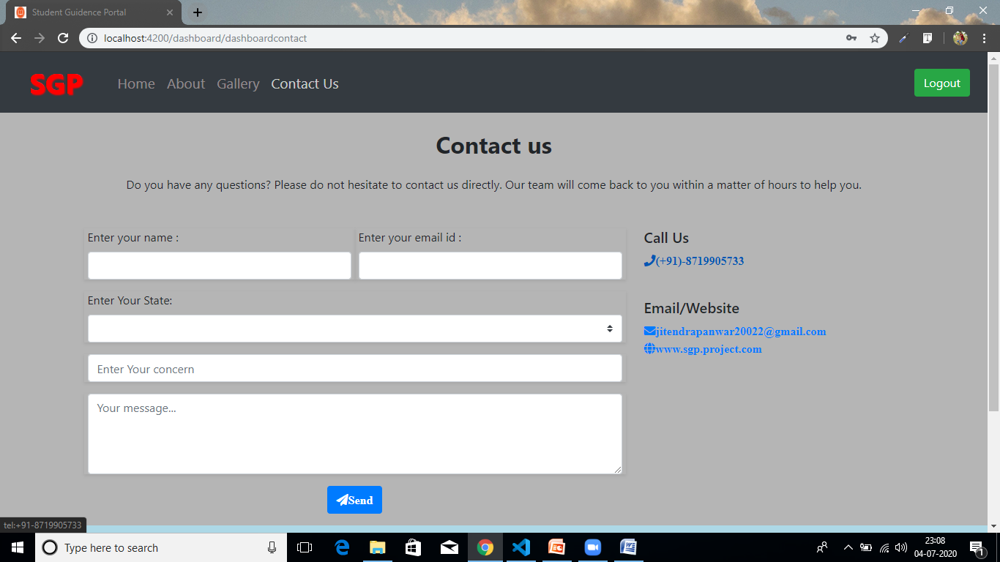 Student Guidence Portal
localhost:4200/dashboard/dashboardcontact
SGP Home About Gallery Contact Us Logout
Contact us
Do you have any questions? Please do not hesitate to contact us directly. Our team will come back to you within a matter of hours to help you.
Enter your name :
Enter your email id :
Enter Your State:
Enter Your concern
Your message...
Send
Call Us
(+91)-8719905733
Email/Website
jitendrapanwar20022@gmail.com
www.sgp.project.com
tel:+91-8719905733
Type here to search
23:08
04-07-2020
1